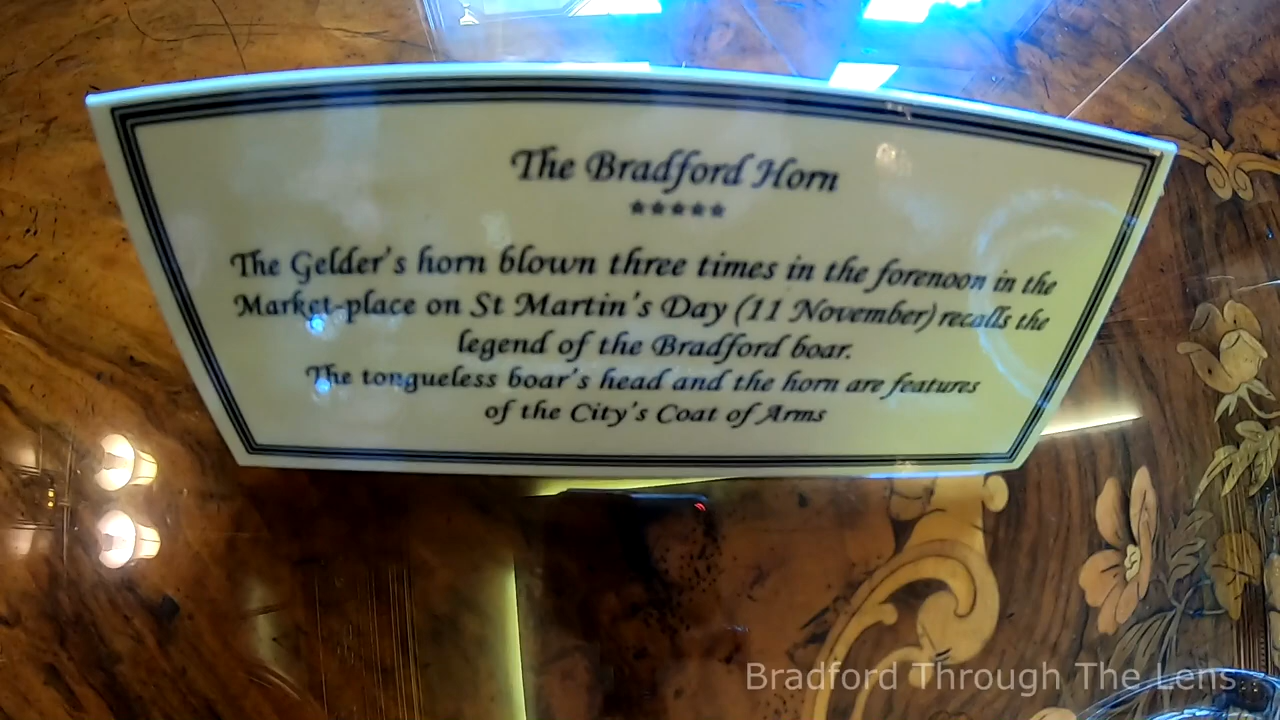 The Bradford Horn
*****
The Gelder's horn blown three times in the forenoon in the
Market-place on St Martin's Day (11 November) recalls the
legend of the Bradford boar.
The tongueless boar's head and the horn are features
of the City's Coat of Arms
Bradford Through The Lens